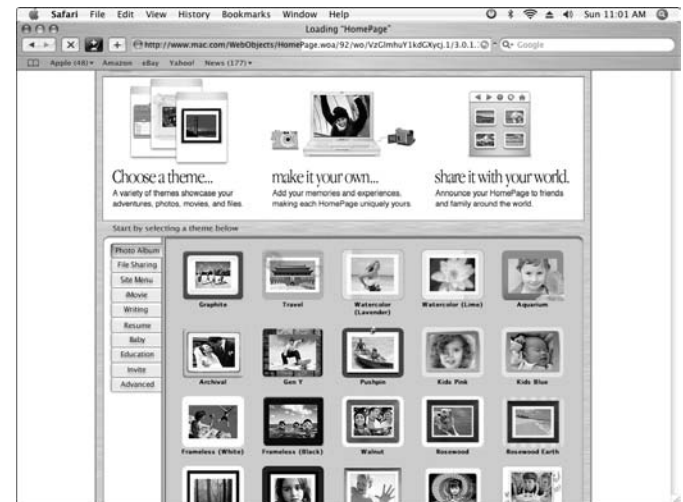 Safari File Edit View History Bookmarks Window Help Sun 11:01 AM
Loading "HomePage"
http://www.mac.com/WebObjects/HomePage.woa/92/wo/VzGlmhuY1kdGXycj.1/3.0.1. Google
Apple (48) Amazon eBay Yahoo! News (177)
Choose a theme... make it your own... share it with your world.
A variety of themes showcase your Add your memories and experiences, Announce your HomePage to friends
adventures, photos, movies, and files. making each HomePage uniquely yours. and family around the world.
Start by selecting a theme below
Photo Album
File Sharing
Site Menu
iMovie
Writing
Resume
Baby
Education
Invite
Advanced
Graphite Travel Watercolor (Lavender) Watercolor (Lime) Aquarium
Archival Gen Y Pushpin Kids Pink Kids Blue
Frameless (White) Frameless (Black) Walnut Rosewood Rosewood Earth